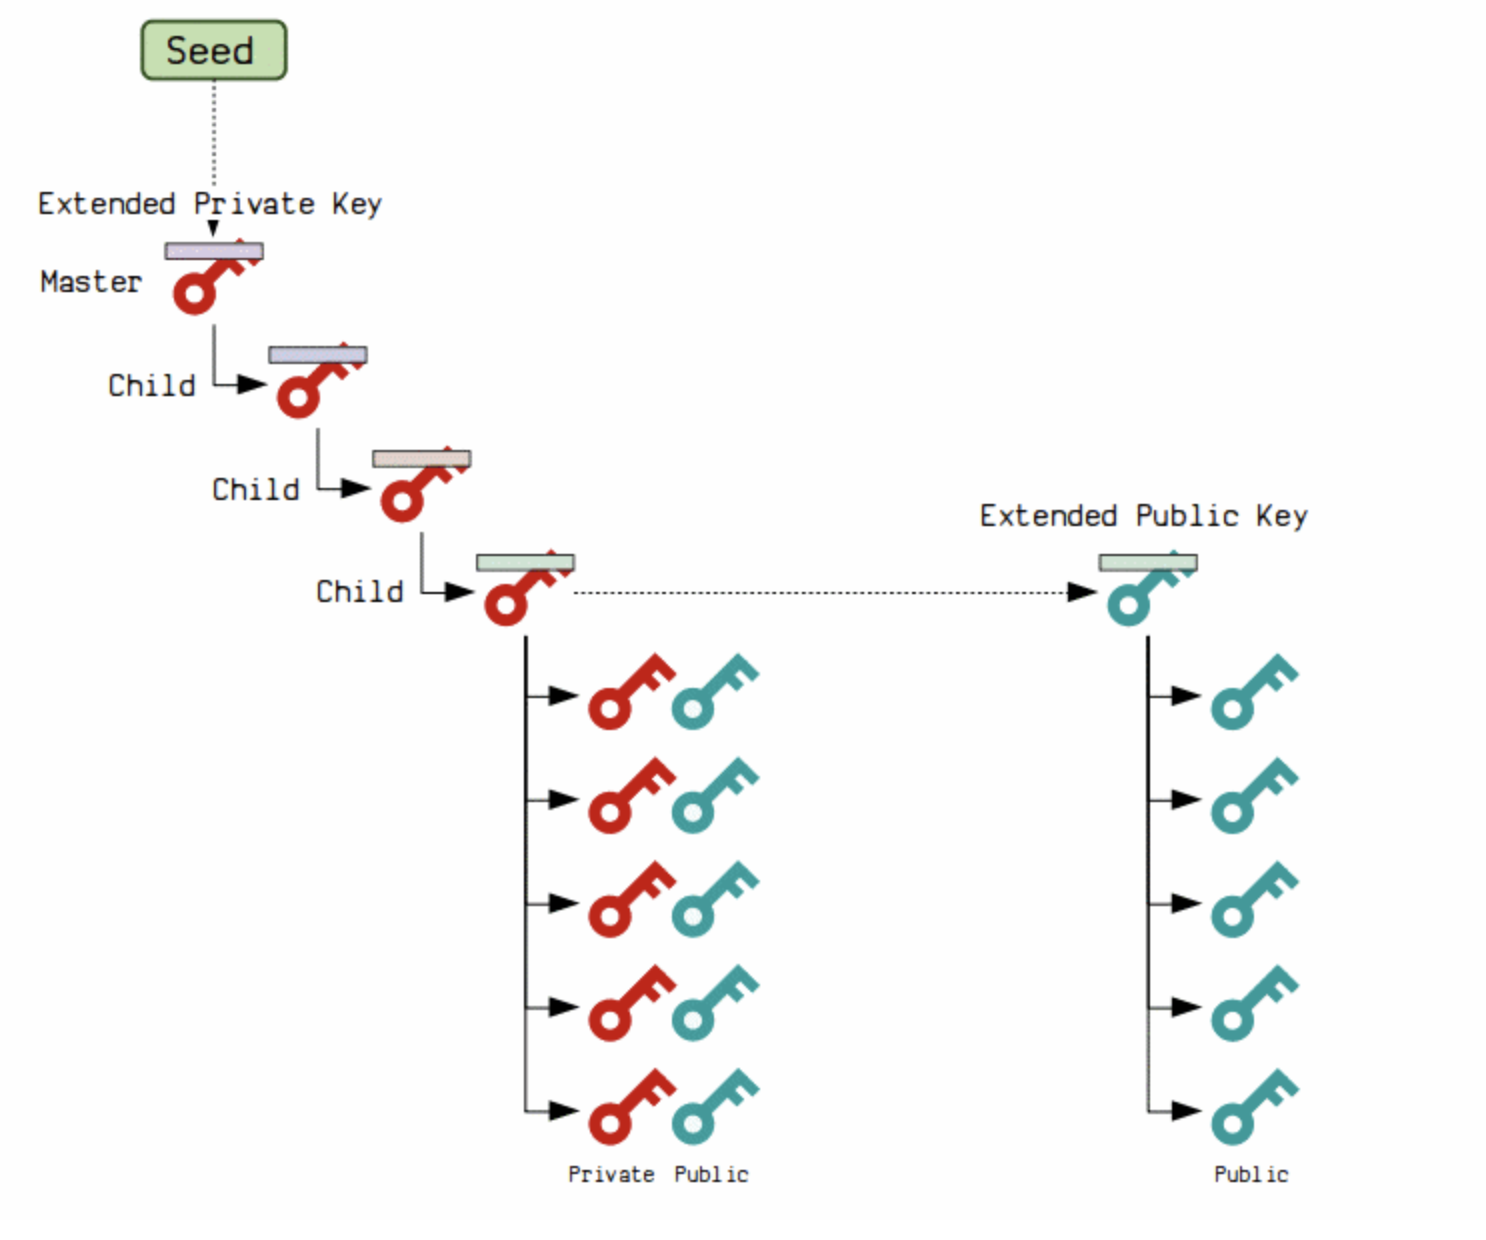 Seed
Extended Private Key
Master
Child
Child
Extended Public Key
Child
Private Public
Public